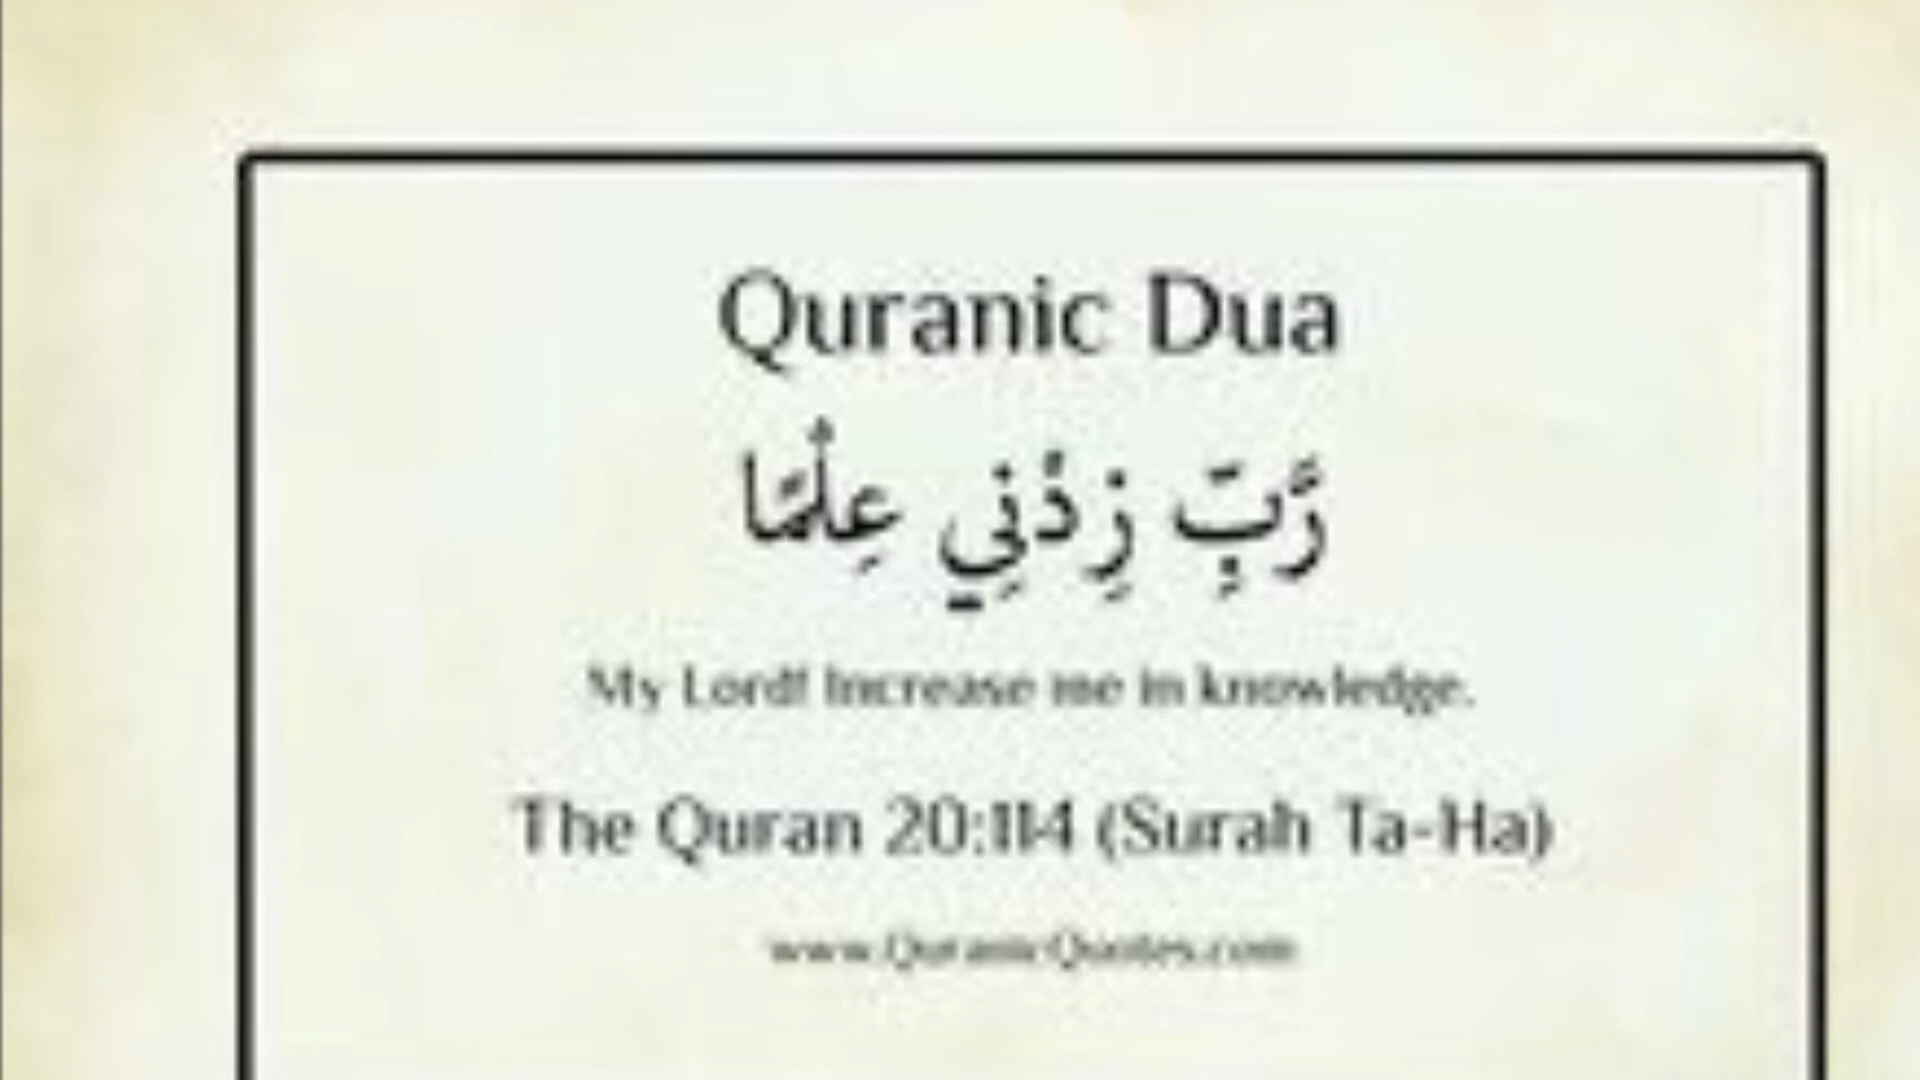 Quranic Dua
رَّبِّ زِدْنِي عِلْمًا
My Lord! Increase me in knowledge.
The Quran 20:114 (Surah Ta-Ha)
www.QuranicQuotes.com